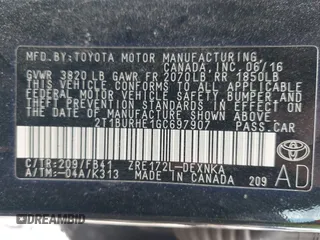 MFD.BY:TOYOTA MOTOR MANUFACTURING,
CANADA, INC. 06/16
GVWR 3820 LB GAWR FR 2070LB RR 1850LB
THIS VEHICLE CONFORMS TO ALL APPLICABLE
FEDERAL MOTOR VEHICLE SAFETY, BUMPER, AND
THEFT PREVENTION STANDARDS IN EFFECT ON
THE DATE OF MANUFACTURE SHOWN ABOVE.
2T1BURHE1GC697907
PASS. CAR
C/TR:209/FB41 ZRE172L-DEXNKA
A/TM:-04A/K313 MADE IN CANADA 209
TOYOTA
AD
DREAMBID